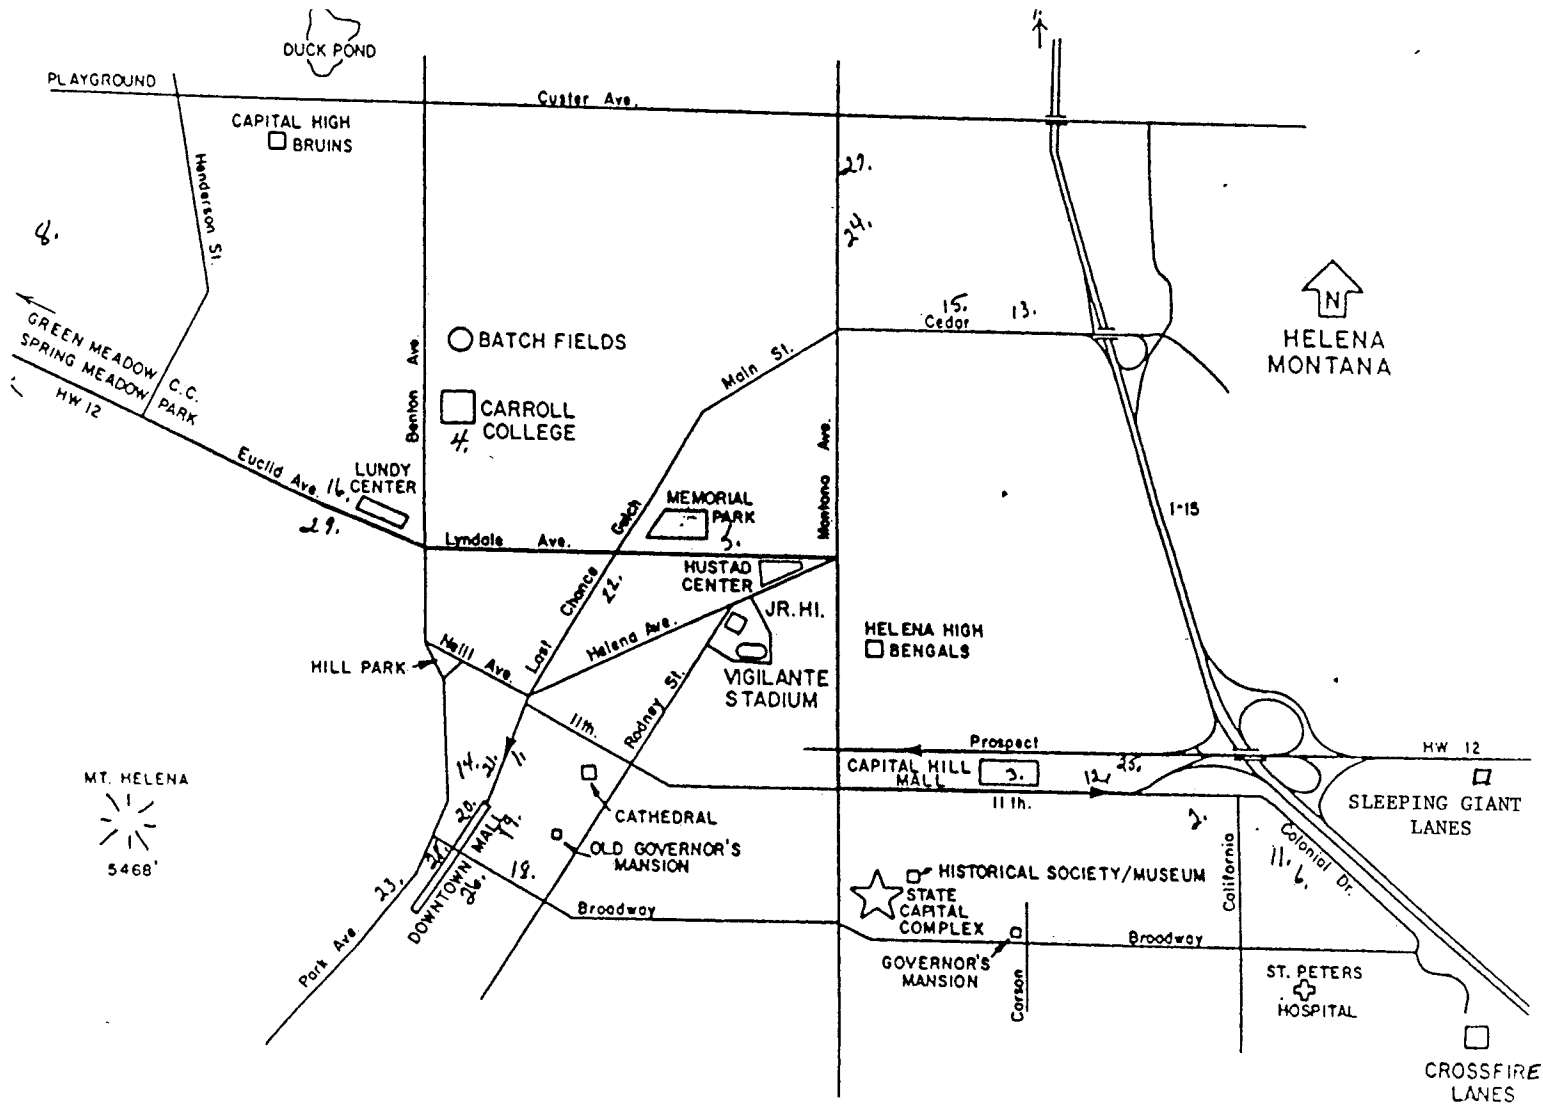 DUCK POND
PLAYGROUND
Custer Ave.
CAPITAL HIGH
BRUINS
Henderson St.
27.
24.
8.
N
HELENA
MONTANA
15.
13.
Cedar
GREEN MEADOW C.C.
SPRING MEADOW PARK
HW 12
BATCH FIELDS
Benton Ave.
Main St.
CARROLL
COLLEGE
4.
Montana Ave.
Euclid Ave.
16.
LUNDY
CENTER
29.
MEMORIAL
PARK
I-15
Lyndale Ave.
Last Chance Gulch
22.
HUSTAD
CENTER
JR. HI.
Helena Ave.
HELENA HIGH
BENGALS
Neill Ave.
HILL PARK
VIGILANTE
STADIUM
Rodney St.
11th.
Prospect
HW 12
CAPITAL HILL
MALL
3.
12.
25.
11th.
SLEEPING GIANT
LANES
MT. HELENA
5468'
14.
21.
1.
20.
19.
CATHEDRAL
OLD GOVERNOR'S
MANSION
2.
California
Colonial Dr.
11.
6.
DOWNTOWN MALL
26.
18.
23.
Broadway
HISTORICAL SOCIETY/MUSEUM
STATE
CAPITAL
COMPLEX
Broadway
GOVERNOR'S
MANSION
Carson
Park Ave.
ST. PETERS
HOSPITAL
CROSSFIRE
LANES